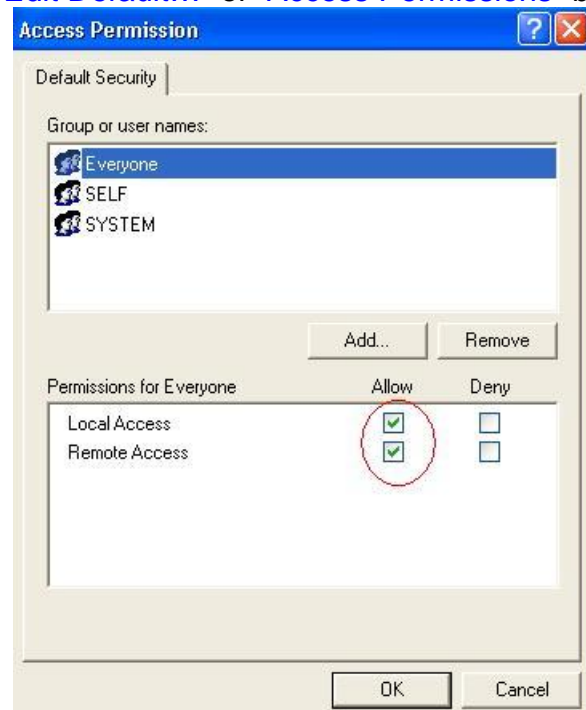 Access Permission
Default Security
Group or user names:
Everyone
SELF
SYSTEM
Add... Remove
Permissions for Everyone Allow Deny
Local Access
Remote Access
OK Cancel